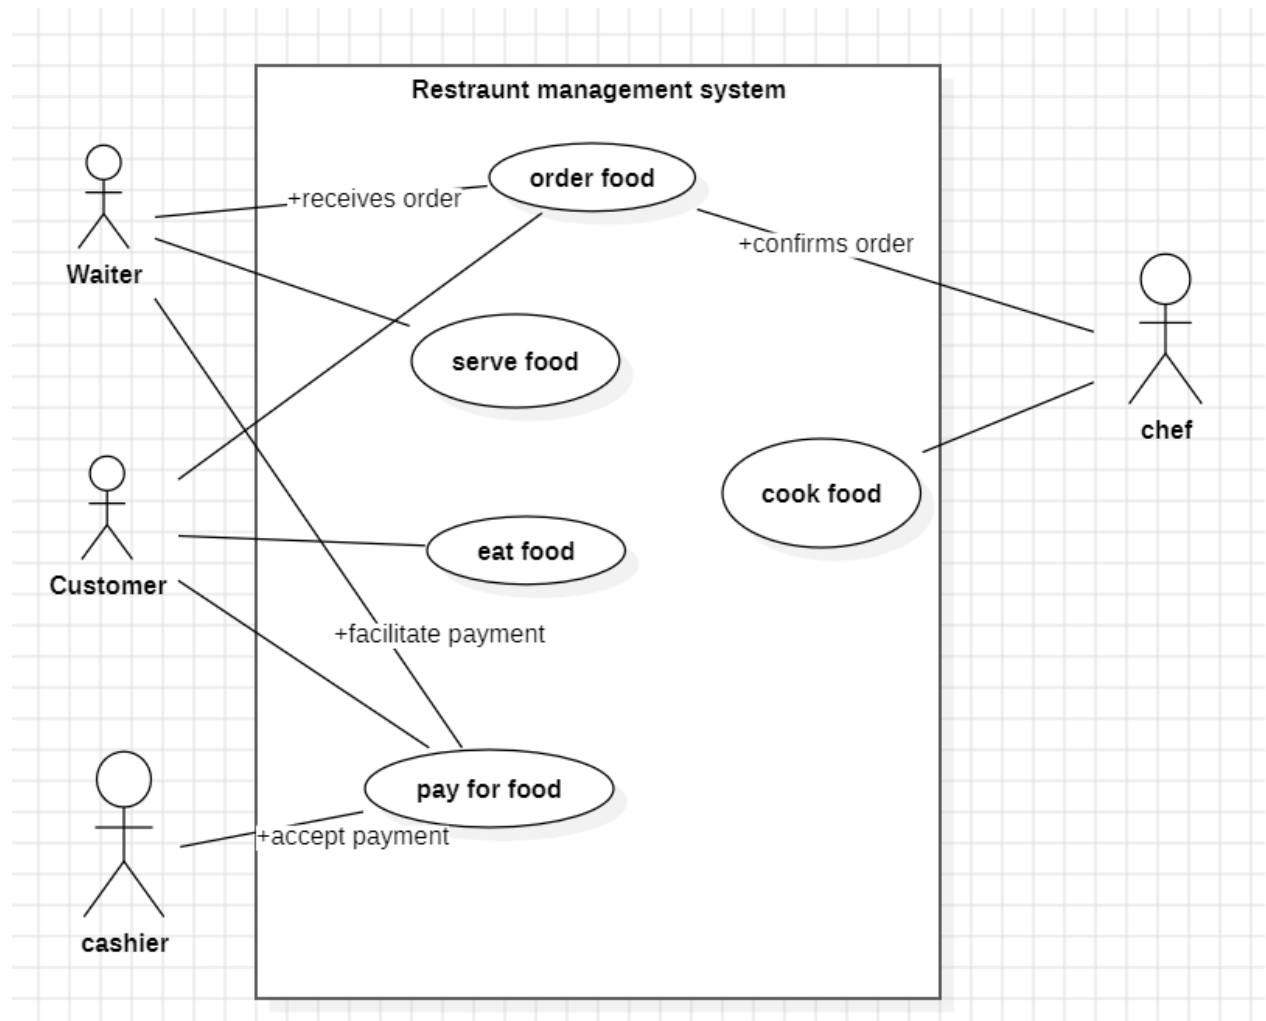 Restraunt management system
order food
+receives order
+confirms order
Waiter
serve food
chef
cook food
eat food
Customer
+facilitate payment
pay for food
+accept payment
cashier